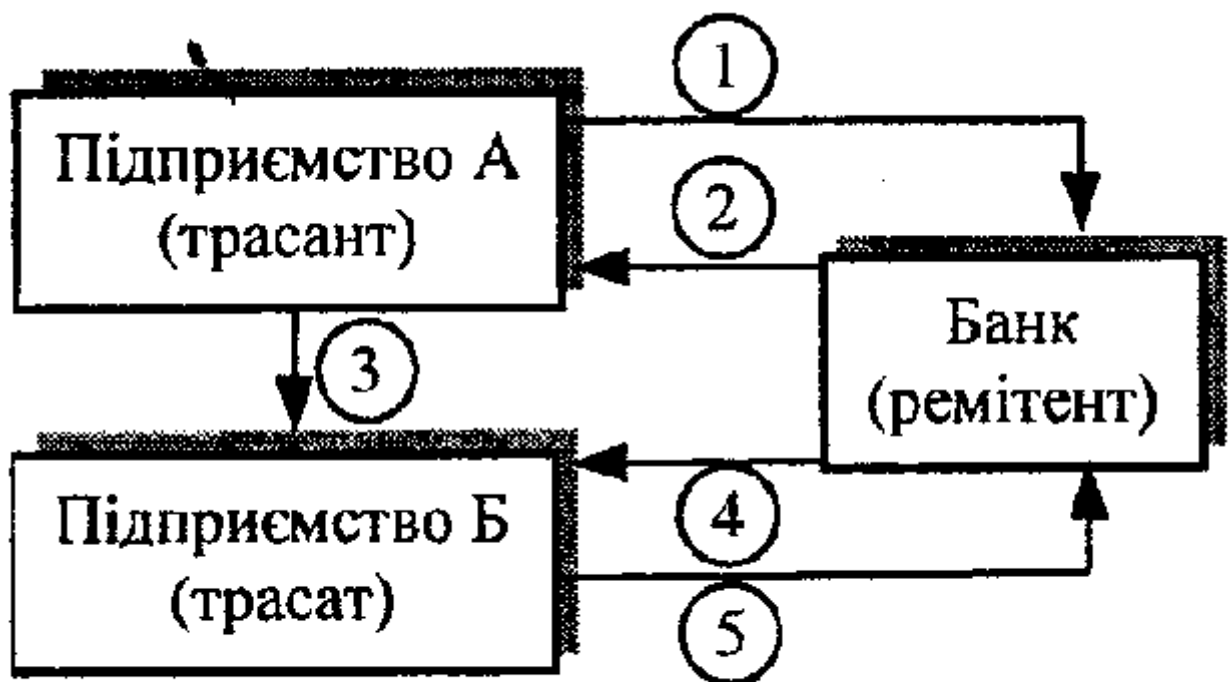 1
Підприємство А
(трасант)
2
Банк
(ремітент)
3
Підприємство Б
(трасат)
4
5